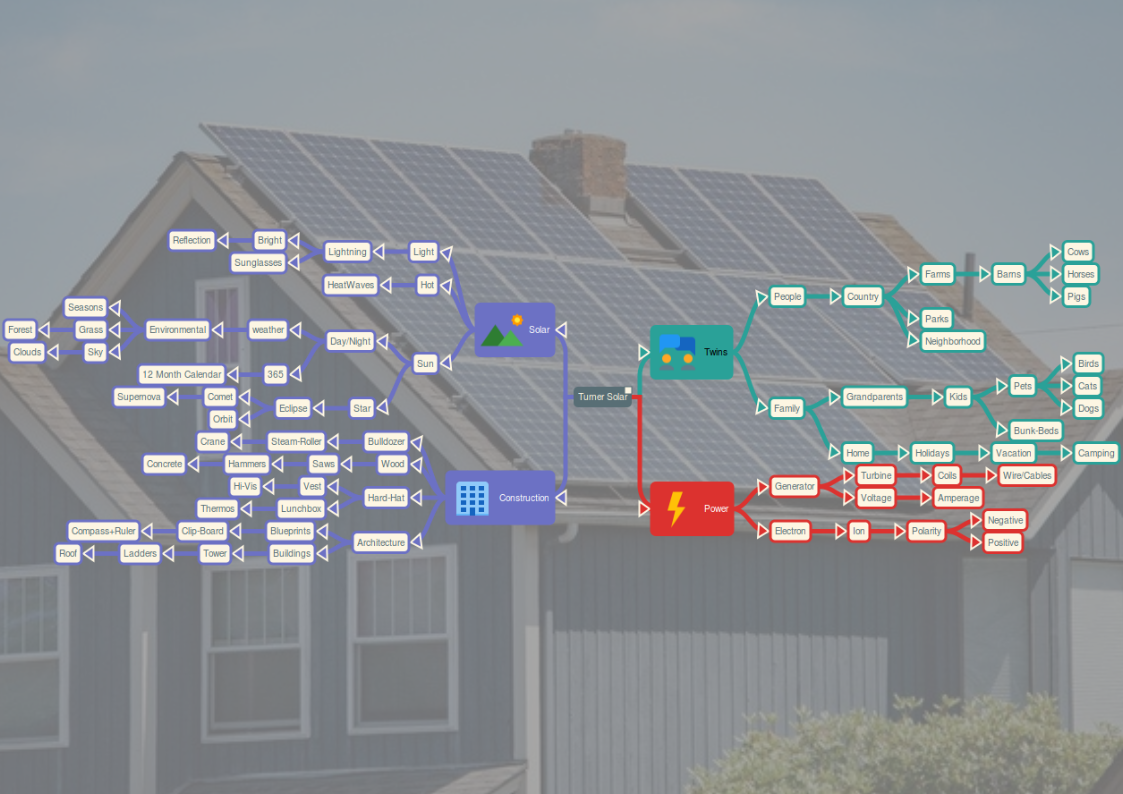 Turner Solar
Solar
Light
Lightning
Bright
Reflection
Sunglasses
Hot
HeatWaves
Sun
Day/Night
weather
Environmental
Seasons
Grass
Forest
Sky
Clouds
365
12 Month Calendar
Star
Eclipse
Comet
Supernova
Orbit
Construction
Bulldozer
Steam-Roller
Crane
Wood
Saws
Hammers
Concrete
Hard-Hat
Vest
Hi-Vis
Lunchbox
Thermos
Architecture
Blueprints
Clip-Board
Compass+Ruler
Buildings
Tower
Ladders
Roof
Twins
People
Country
Farms
Barns
Cows
Horses
Pigs
Parks
Neighborhood
Family
Grandparents
Kids
Pets
Birds
Cats
Dogs
Bunk-Beds
Home
Holidays
Vacation
Camping
Power
Generator
Turbine
Coils
Wire/Cables
Voltage
Amperage
Electron
Ion
Polarity
Negative
Positive